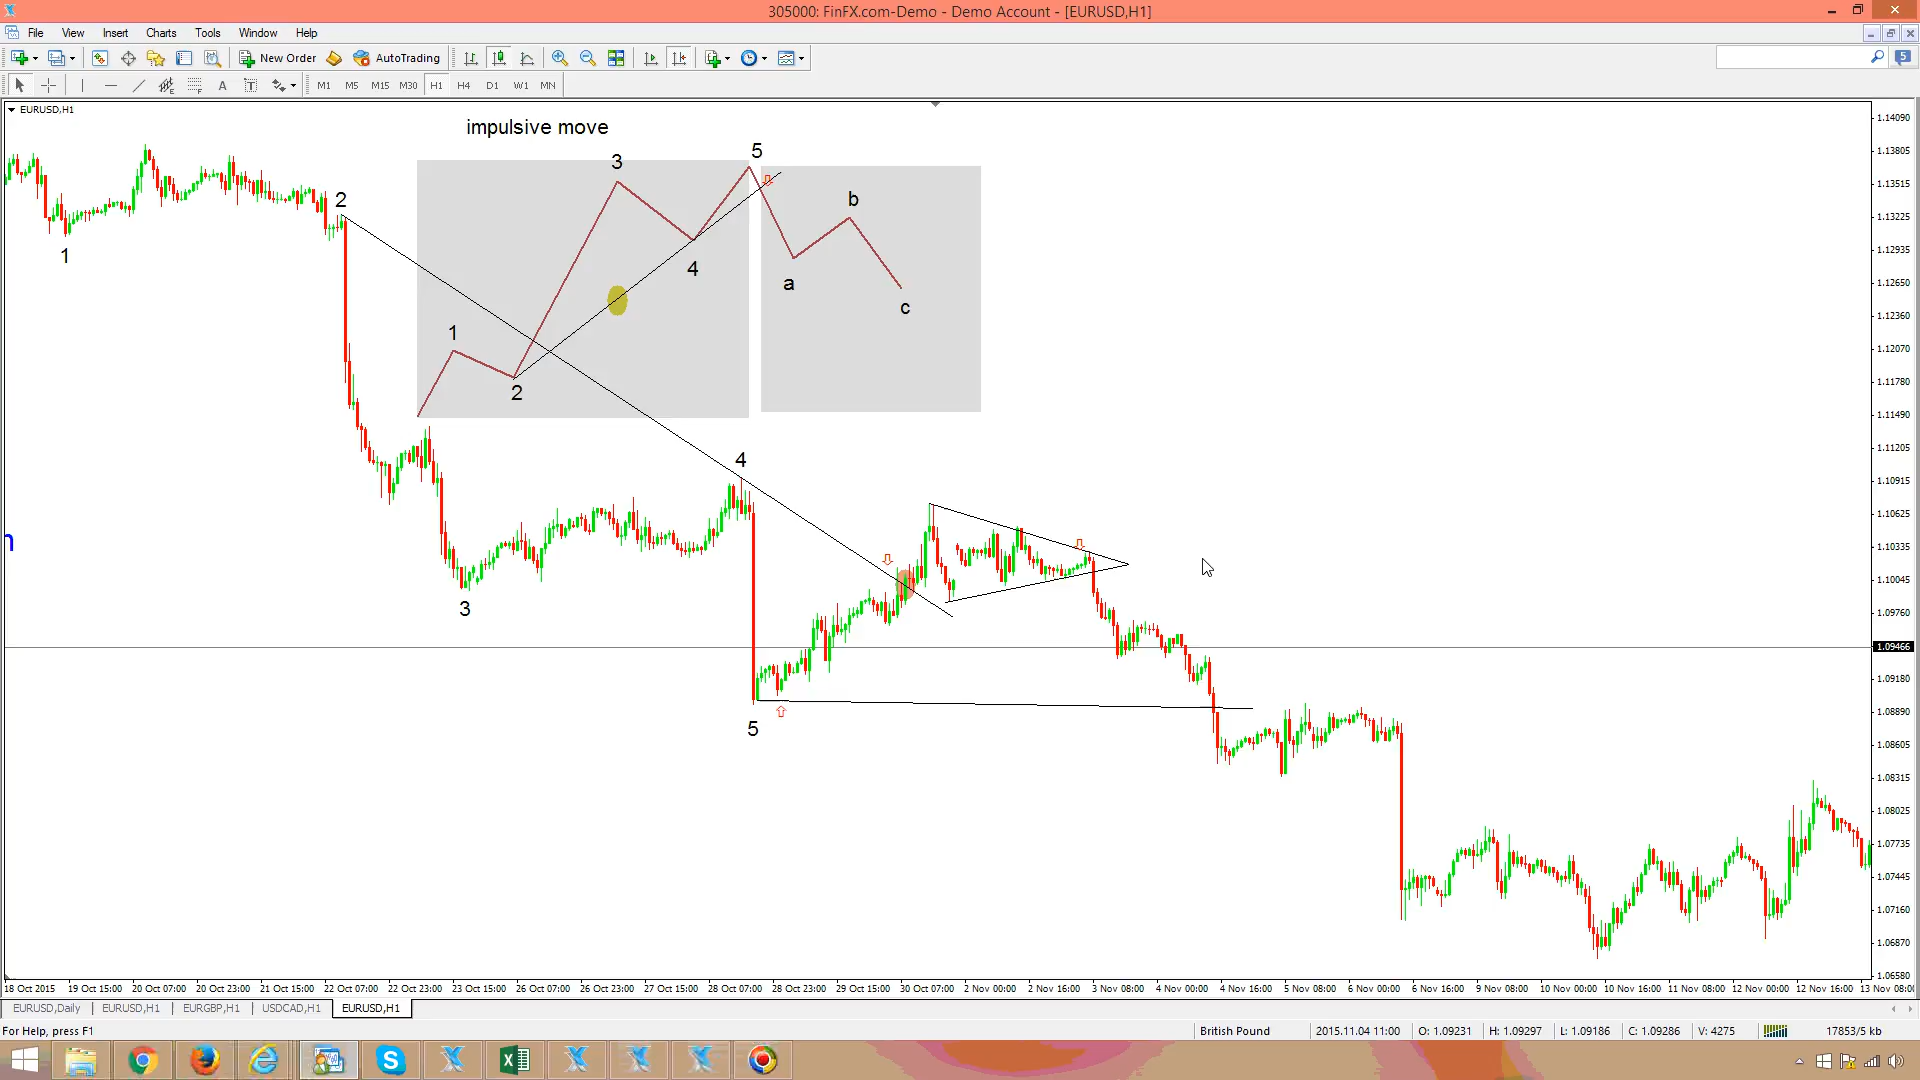 305000: FinFX.com-Demo - Demo Account - [EURUSD,H1]
File View Insert Charts Tools Window Help
New Order AutoTrading
5
A T M1 M5 M15 M30 H1 H4 D1 W1 MN
EURUSD,H1
impulsive move
1.14090
1.13805
1.13515
1.13225
1.12935
1.12650
1.12360
1.12070
1.11780
1.11490
1.11205
1.10915
1.10625
1.10335
1.10045
1.09760
1.09466
1.09180
1.08890
1.08605
1.08315
1.08025
1.07735
1.07445
1.07160
1.06870
1.06580
1
2
3
4
5
1
2
3
4
5
a
b
c
n
18 Oct 2015 19 Oct 15:00 20 Oct 07:00 20 Oct 23:00 21 Oct 15:00 22 Oct 07:00 22 Oct 23:00 23 Oct 15:00 26 Oct 07:00 26 Oct 23:00 27 Oct 15:00 28 Oct 07:00 28 Oct 23:00 29 Oct 15:00 30 Oct 07:00 2 Nov 00:00 2 Nov 16:00 3 Nov 08:00 4 Nov 00:00 4 Nov 16:00 5 Nov 08:00 6 Nov 00:00 6 Nov 16:00 9 Nov 08:00 10 Nov 00:00 10 Nov 16:00 11 Nov 08:00 12 Nov 00:00 12 Nov 16:00 13 Nov 08:00
EURUSD,Daily EURUSD,H1 EURGBP,H1 USDCAD,H1 EURUSD,H1
For Help, press F1 British Pound 2015.11.04 11:00 O: 1.09231 H: 1.09297 L: 1.09186 C: 1.09286 V: 4275 17853/5 kb